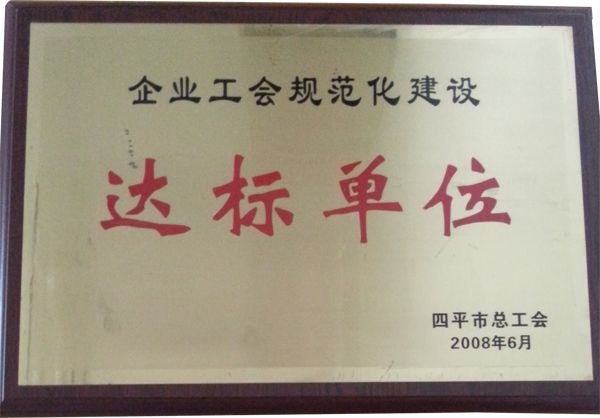 企业工会规范化建设
达标单位
四平市总工会
2008年6月